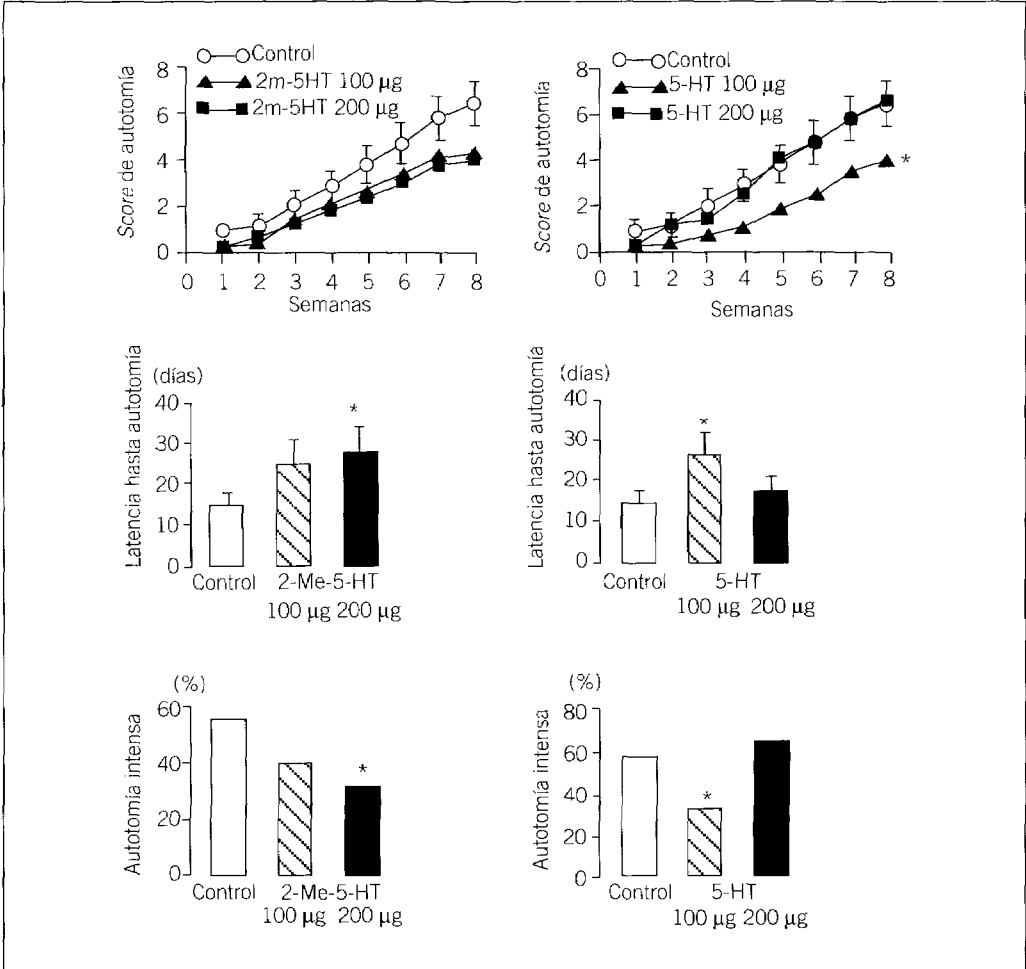 Control
2m-5HT 100 µg
2m-5HT 200 µg
Score de autotomía
8
6
4
2
0
0 1 2 3 4 5 6 7 8
Semanas
Control
5-HT 100 µg
5-HT 200 µg
Score de autotomía
8
6
4
2
0
*
0 1 2 3 4 5 6 7 8
Semanas
Latencia hasta autotomía
(días)
40
30
20
10
0
*
Control 2-Me-5-HT
100 µg 200 µg
Latencia hasta autotomía
(días)
40
30
20
10
0
*
Control 5-HT
100 µg 200 µg
Autotomía intensa
(%)
60
40
20
0
*
Control 2-Me-5-HT
100 µg 200 µg
Autotomía intensa
(%)
80
60
40
20
0
*
Control 5-HT
100 µg 200 µg